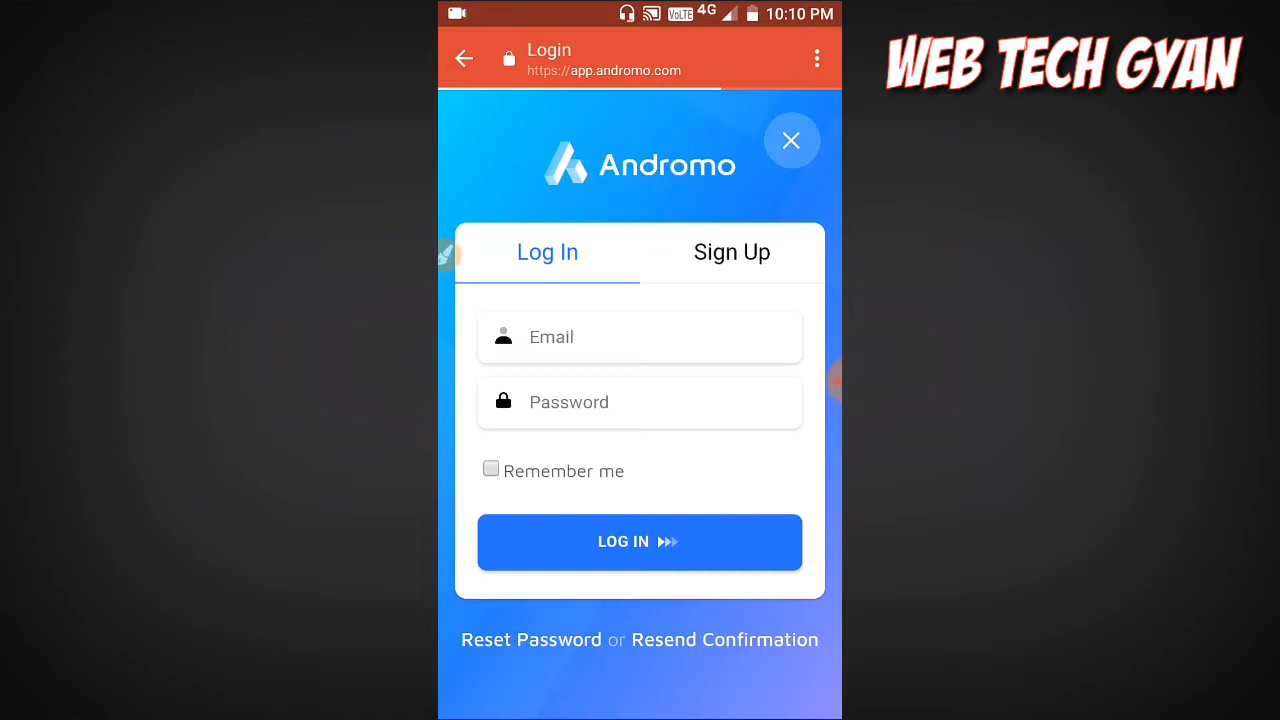 VoLTE 4G 10:10 PM
WEB TECH GYAN
Login
https://app.andromo.com
Andromo
Log In
Sign Up
Email
Password
Remember me
LOG IN
Reset Password or Resend Confirmation